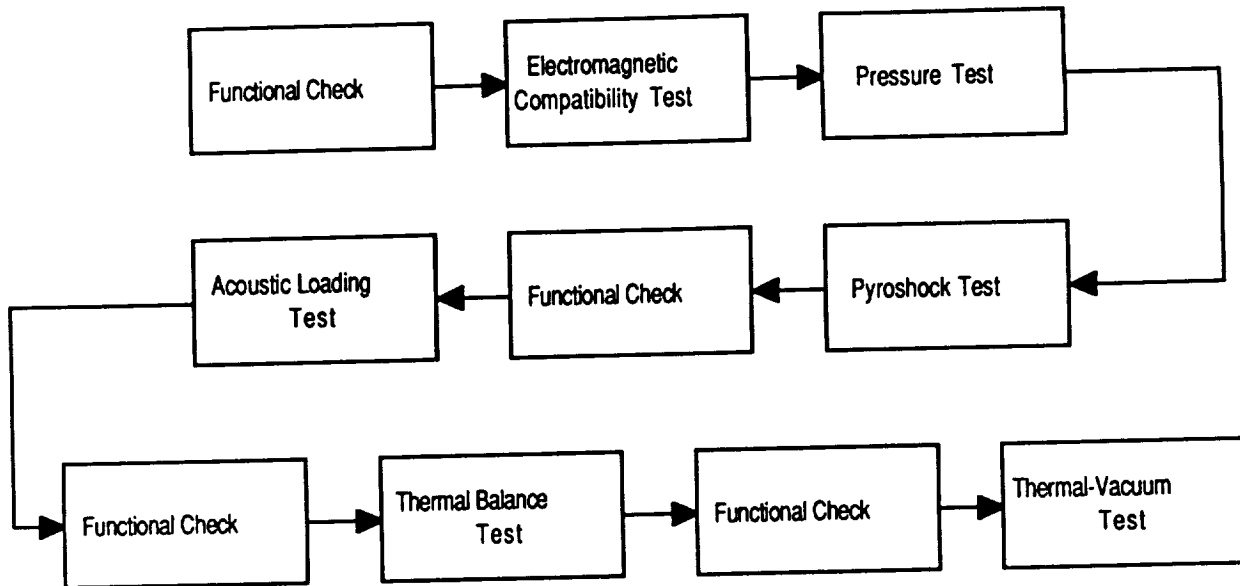 Functional Check
Electromagnetic
Compatibility Test
Pressure Test
Pyroshock Test
Functional Check
Acoustic Loading
Test
Functional Check
Thermal Balance
Test
Functional Check
Thermal-Vacuum
Test